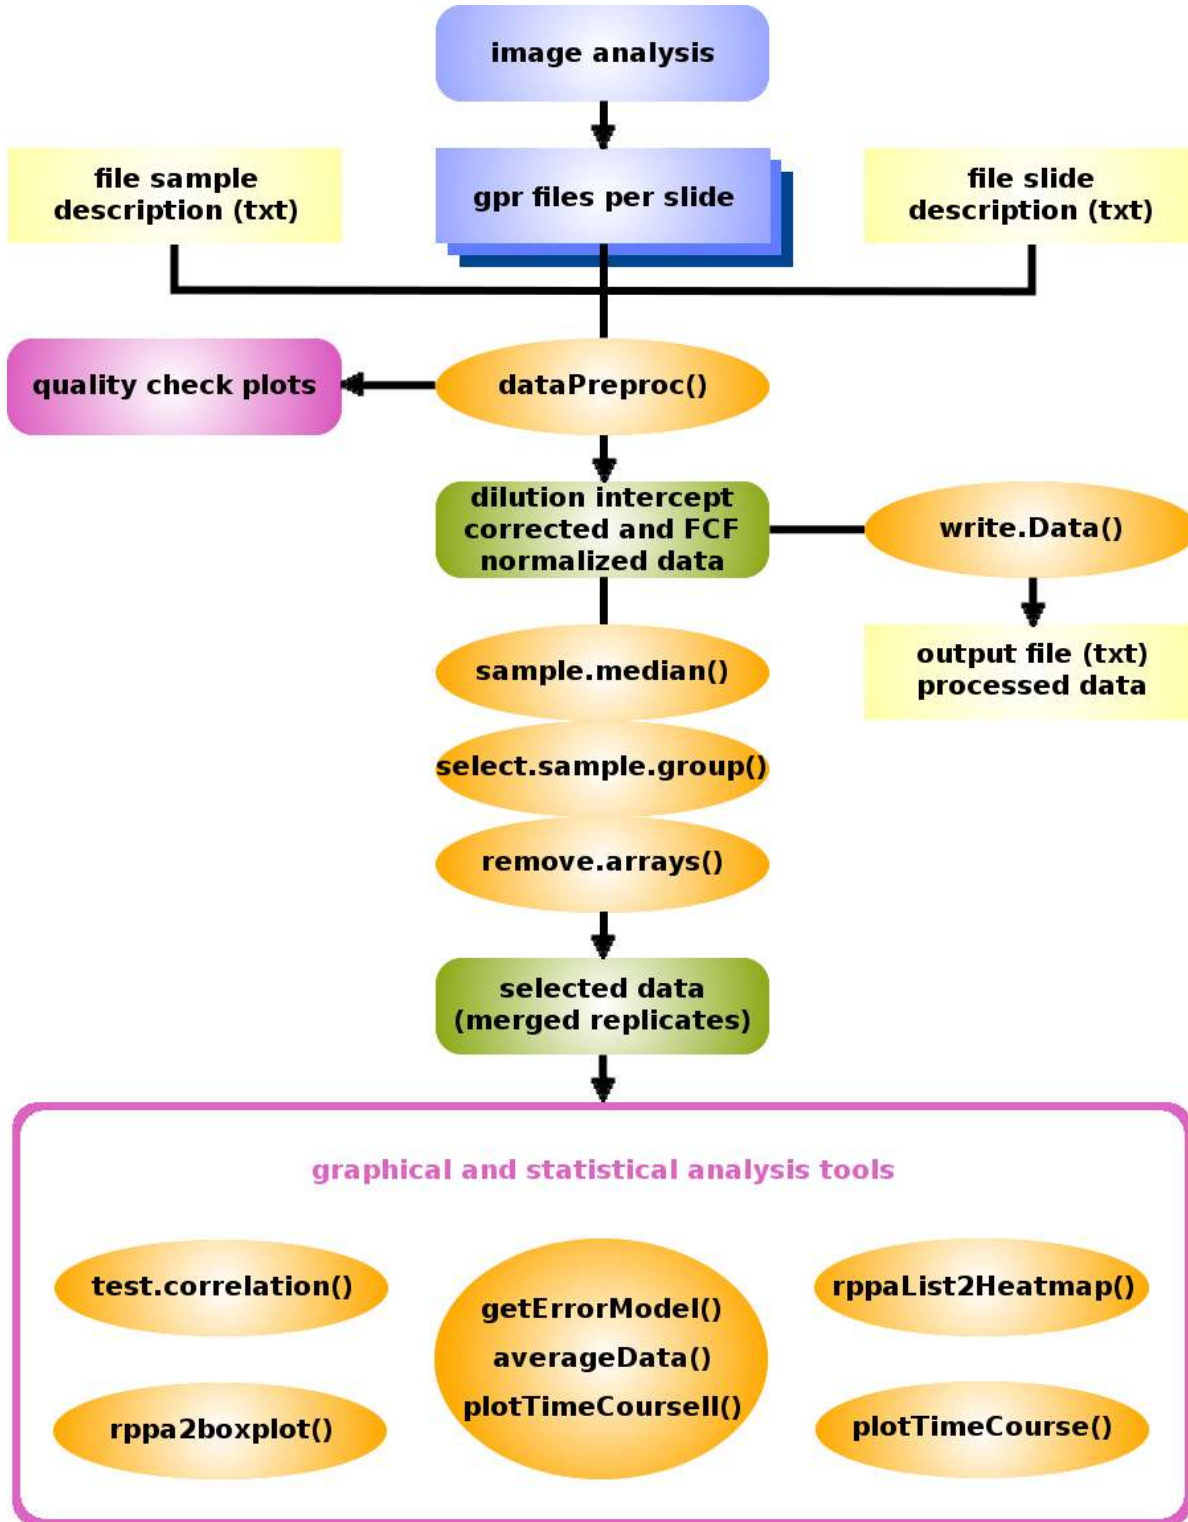 image analysis
file sample
description (txt)
gpr files per slide
file slide
description (txt)
quality check plots
dataPreproc()
dilution intercept
corrected and FCF
normalized data
write.Data()
sample.median()
output file (txt)
processed data
select.sample.group()
remove.arrays()
selected data
(merged replicates)
graphical and statistical analysis tools
test.correlation()
getErrorModel()
averageData()
plotTimeCourseII()
rppaList2Heatmap()
rppa2boxplot()
plotTimeCourse()